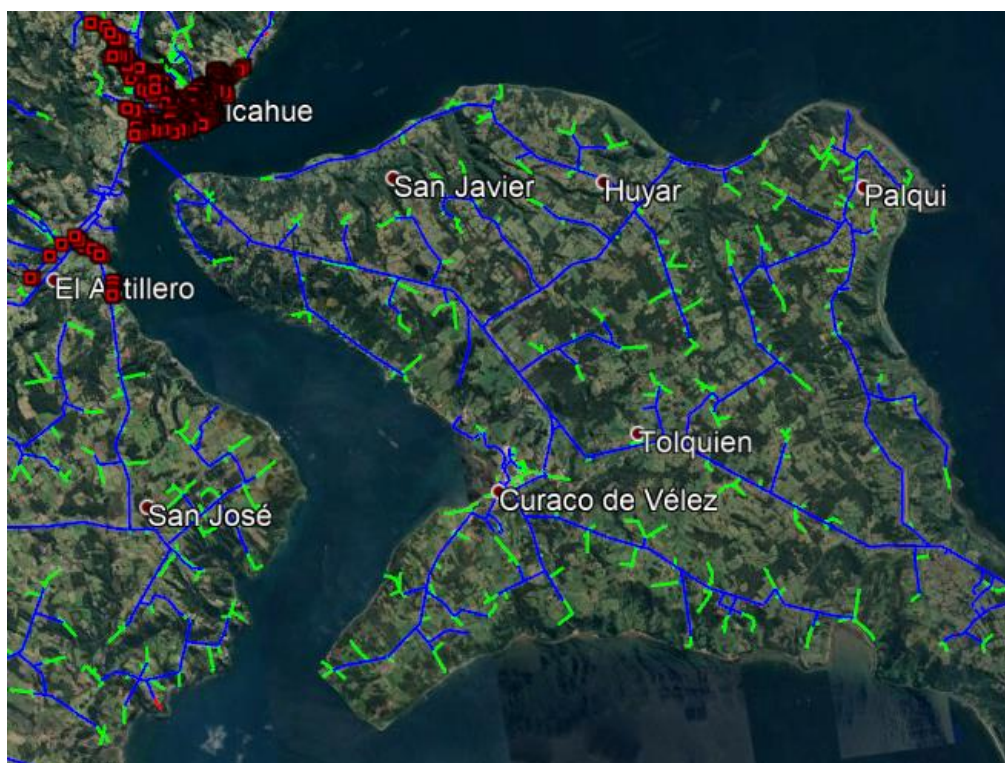 icahue
San Javier
Huyar
Palqui
El A tillero
Tolquien
Curaco de Vélez
San José